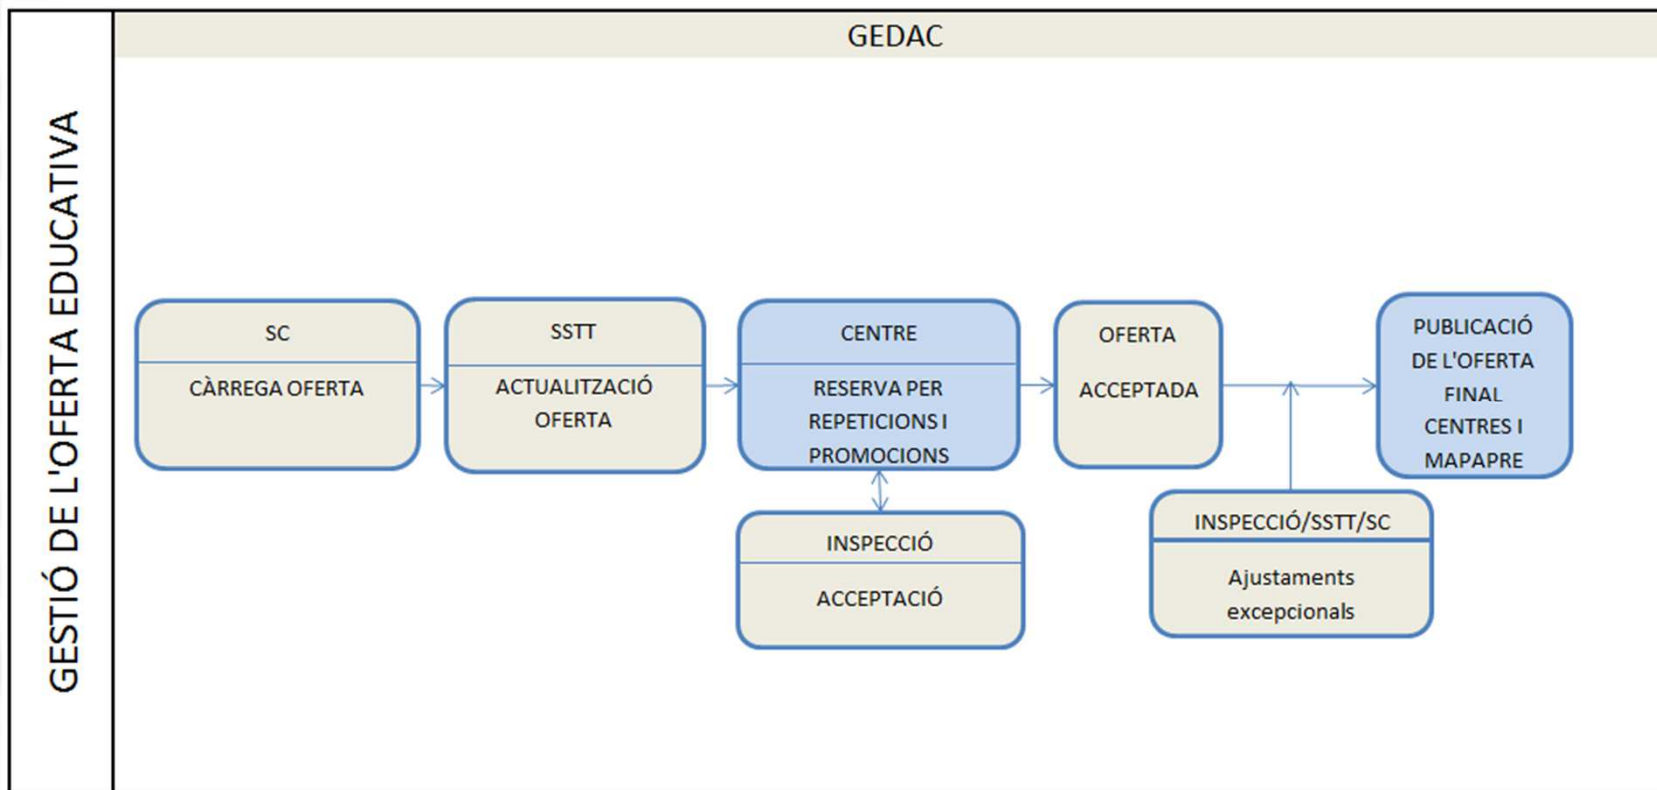 GEDAC
GESTIÓ DE L'OFERTA EDUCATIVA
SC
CÀRREGA OFERTA
SSTT
ACTUALITZACIÓ
OFERTA
CENTRE
RESERVA PER
REPETICIONS I
PROMOCIONS
INSPECCIÓ
ACCEPTACIÓ
OFERTA
ACCEPTADA
INSPECCIÓ/SSTT/SC
Ajustaments
excepcionals
PUBLICACIÓ
DE L'OFERTA
FINAL
CENTRES I
MAPAPRE